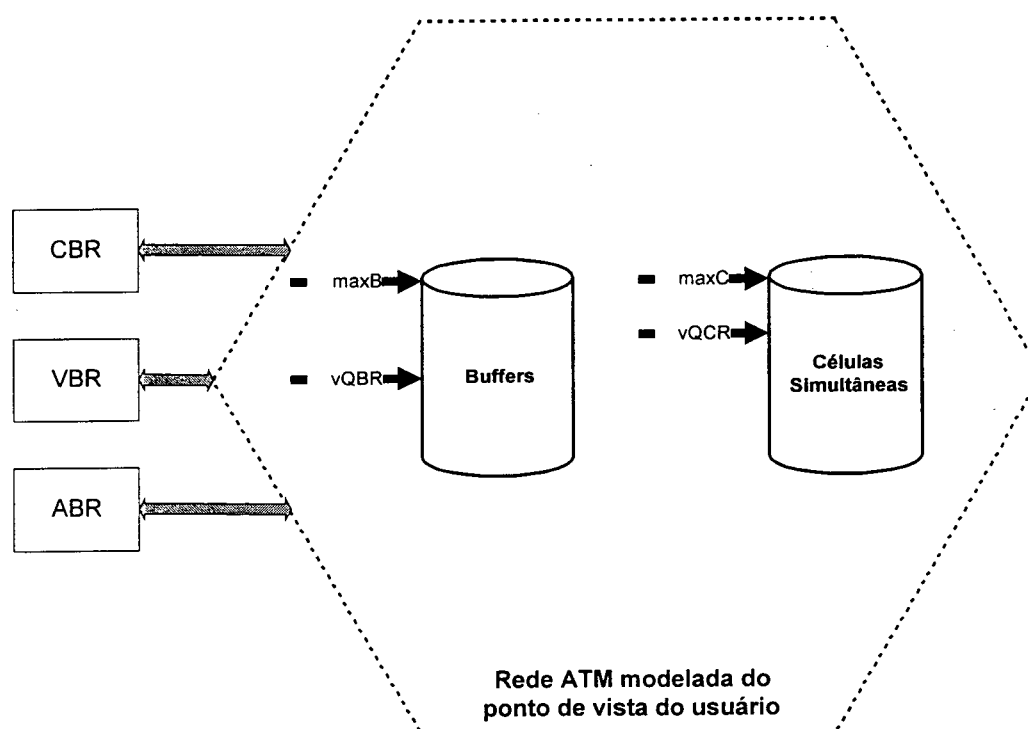 CBR
VBR
ABR
maxB
vQBR
Buffers
maxC
vQCR
Células
Simultâneas
Rede ATM modelada do
ponto de vista do usuário